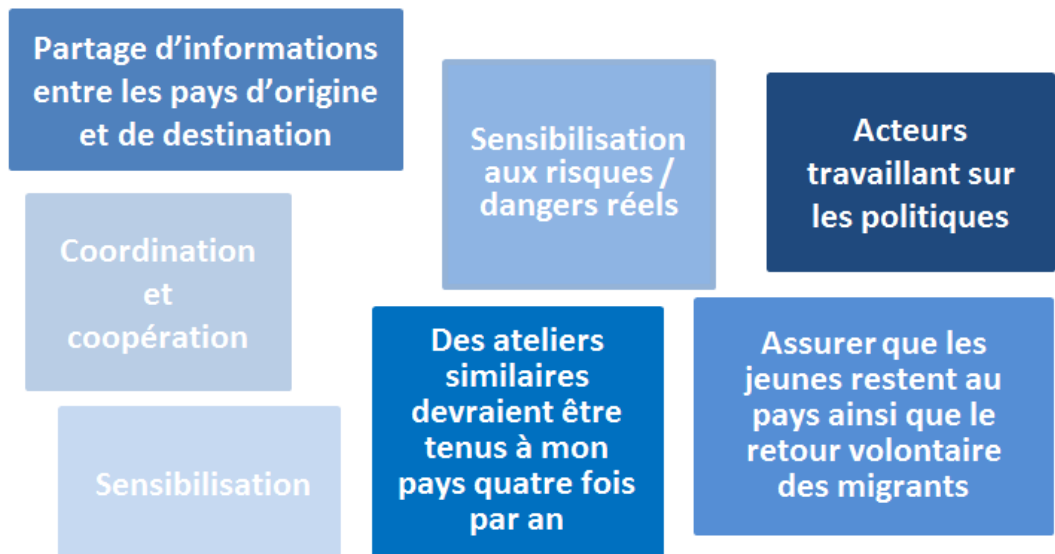 Partage d’informations
entre les pays d’origine
et de destination
Sensibilisation
aux risques /
dangers réels
Acteurs
travaillant sur
les politiques
Coordination
et
coopération
Des ateliers
similaires
devraient être
tenus à mon
pays quatre fois
par an
Assurer que les
jeunes restent au
pays ainsi que le
retour volontaire
des migrants
Sensibilisation